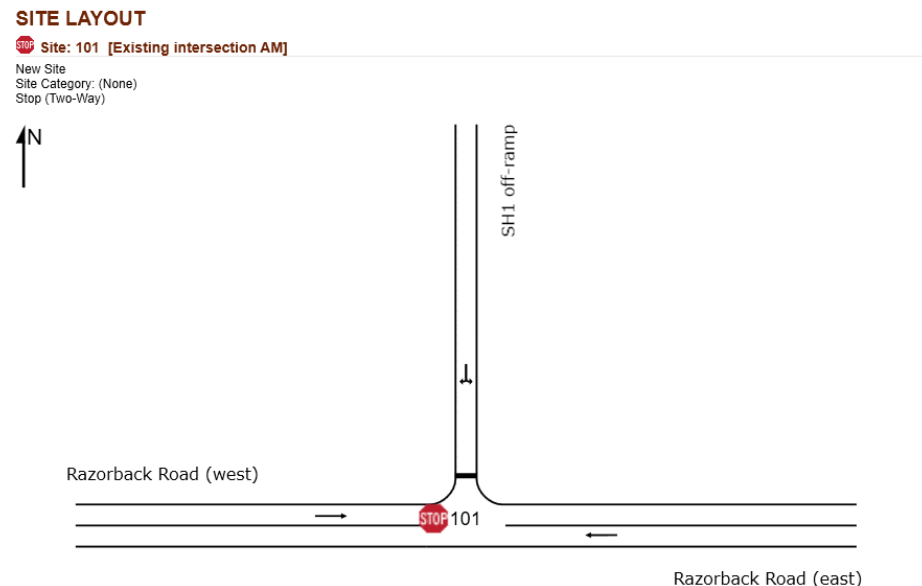 SITE LAYOUT
STOP Site: 101 [Existing intersection AM]
New Site
Site Category: (None)
Stop (Two-Way)
N
SH1 off-ramp
Razorback Road (west)
STOP 101
Razorback Road (east)